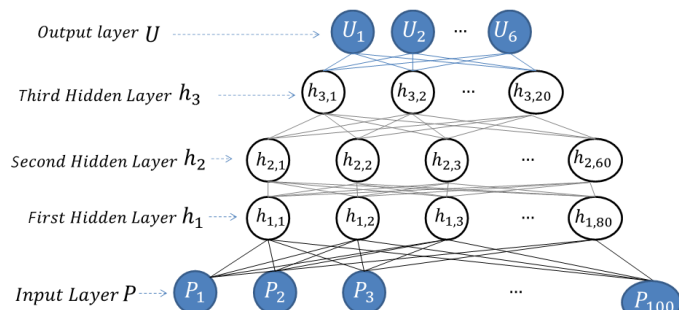 Output layer U U₁ U₂ ... U₆
Third Hidden Layer h₃ h₃,₁ h₃,₂ ... h₃,₂₀
Second Hidden Layer h₂ h₂,₁ h₂,₂ h₂,₃ ... h₂,₆₀
First Hidden Layer h₁ h₁,₁ h₁,₂ h₁,₃ ... h₁,₈₀
Input Layer P P₁ P₂ P₃ ... P₁₀₀